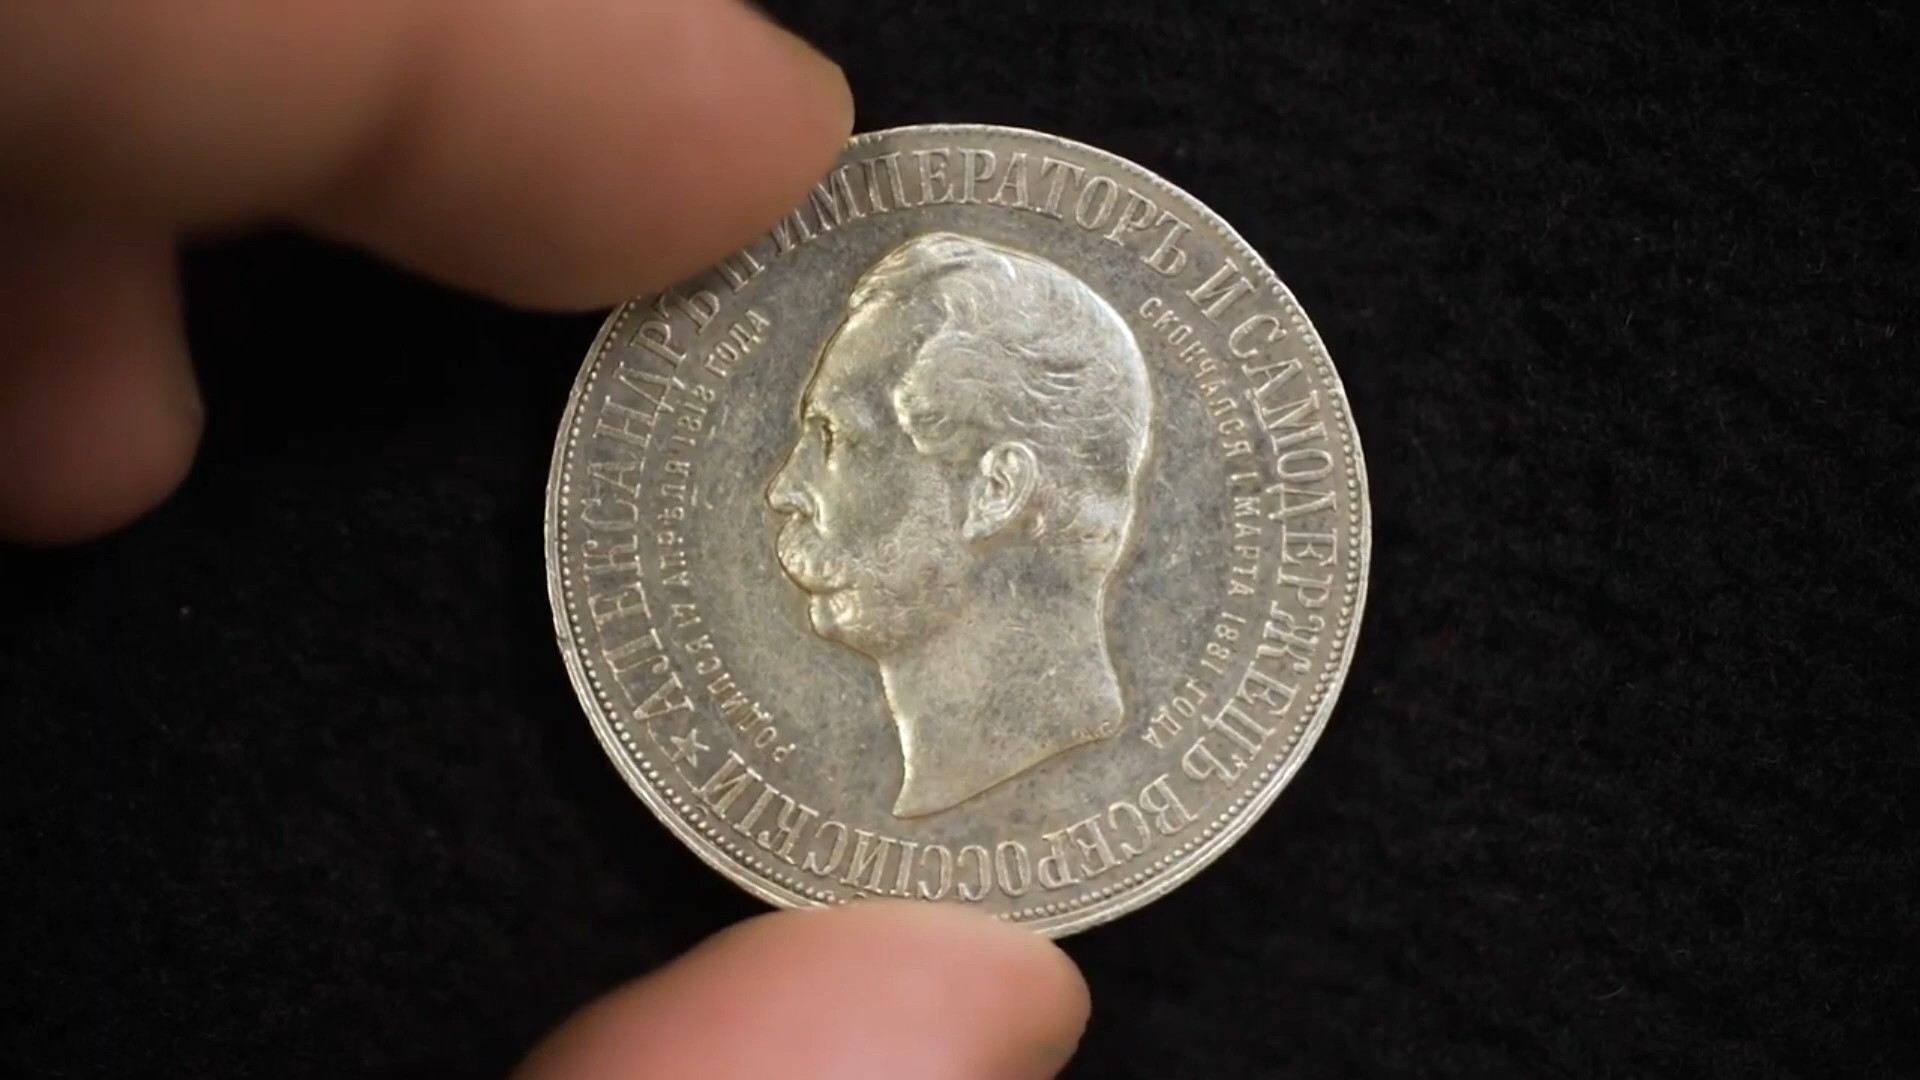 АЛЕКСАНДРЪ II ИМПЕРАТОРЪ И САМОДЕРЖЕЦЪ ВСЕРОССІЙСКІЙ
РОДИЛСЯ 17 АПРѢЛЯ 1818 ГОДА
СКОНЧАЛСЯ 1 МАРТА 1881 ГОДА